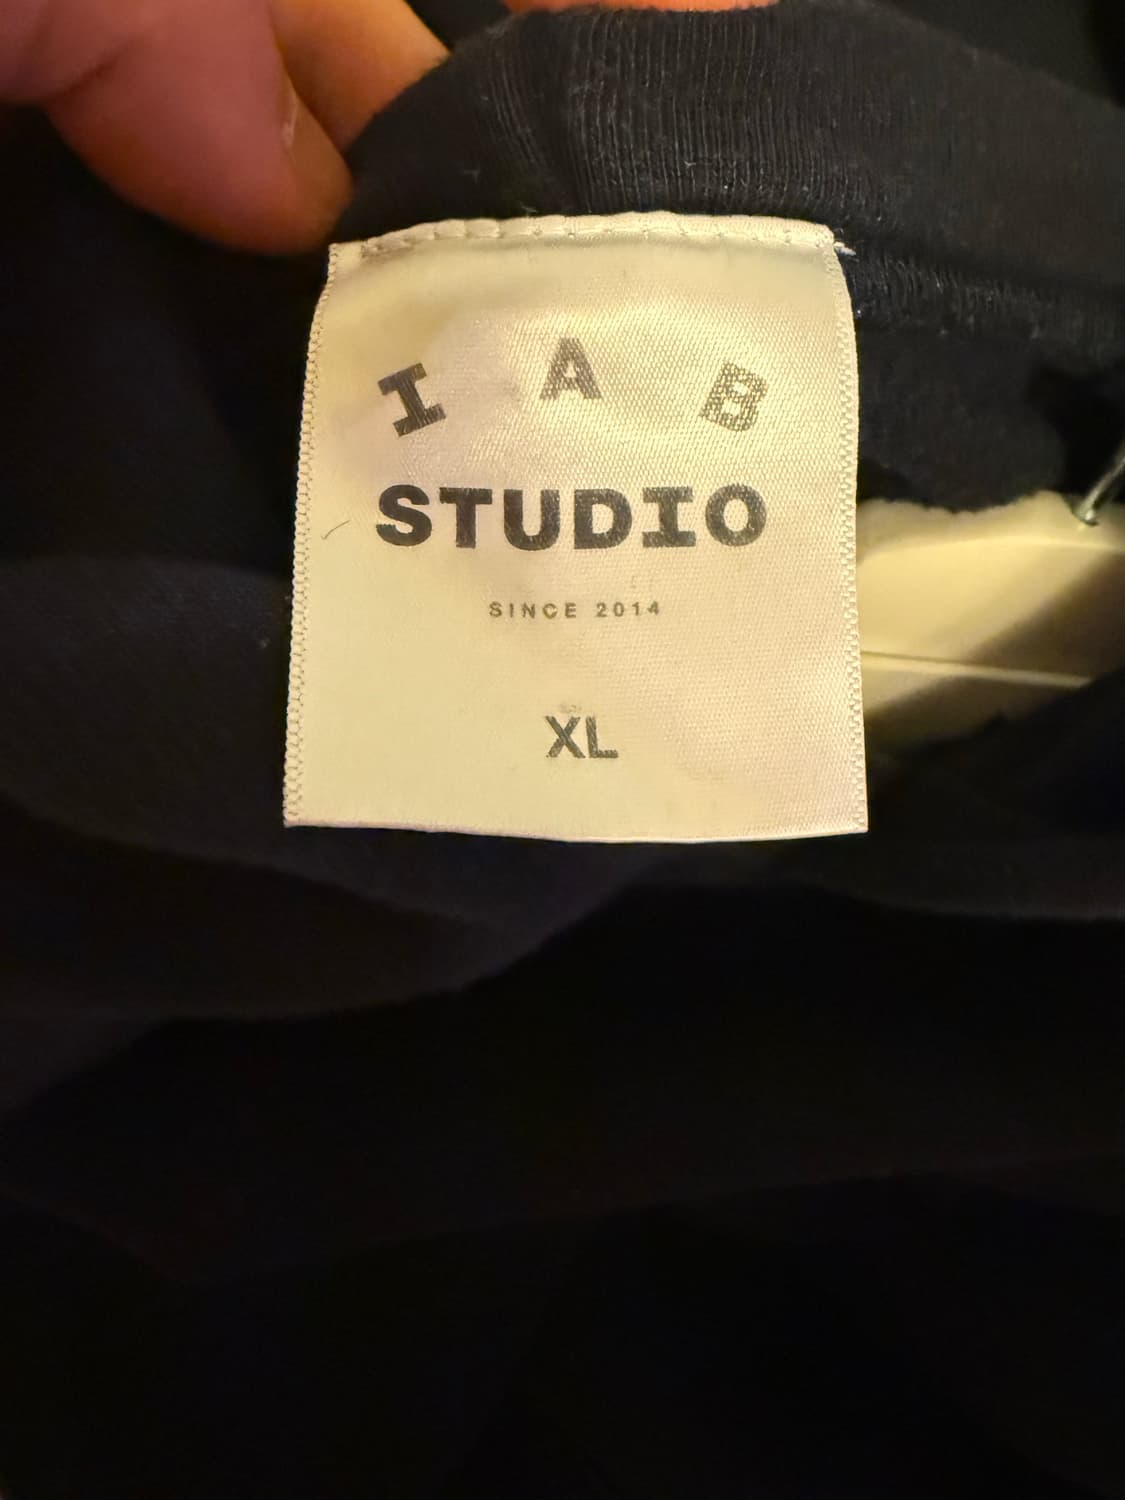 I A B
STUDIO
SINCE 2014
XL